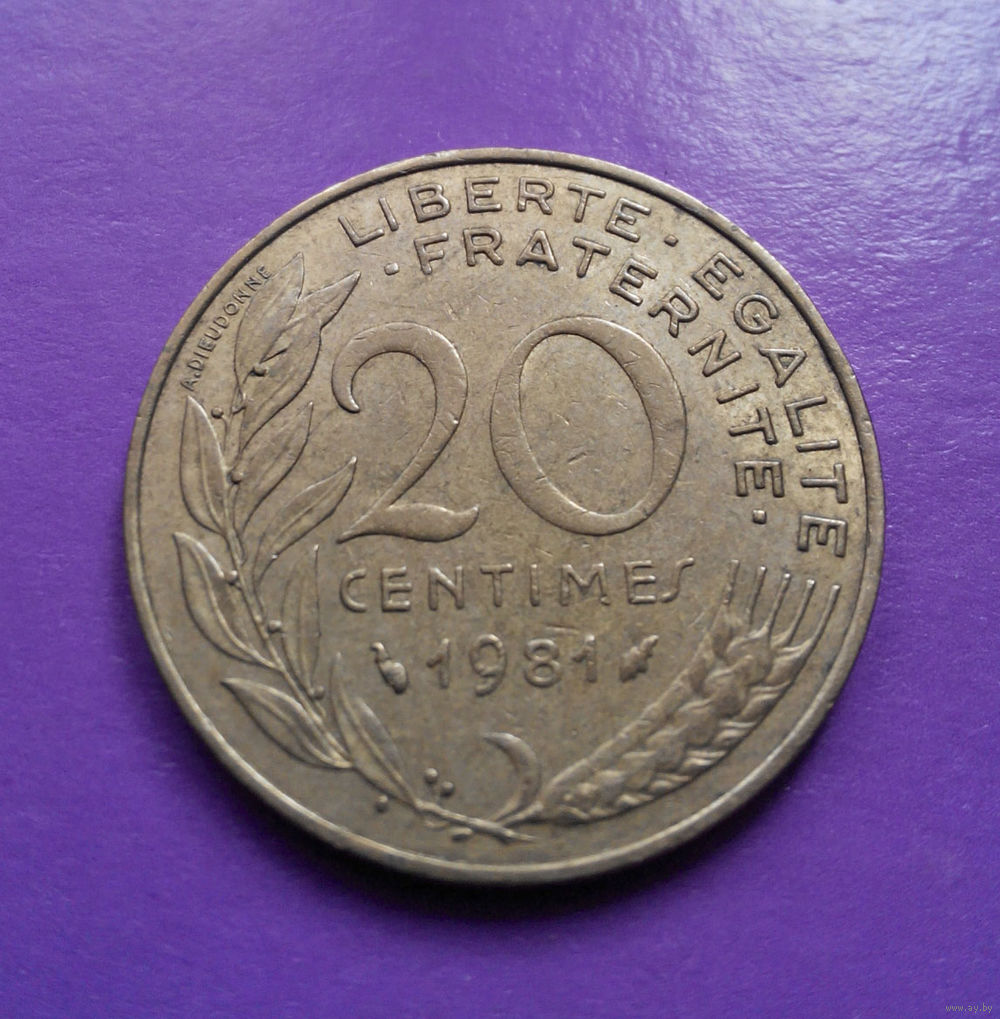 LIBERTE · EGALITE
· FRATERNITE ·
A.DIEUDONNE
20
CENTIMES
1981
www.ay.by